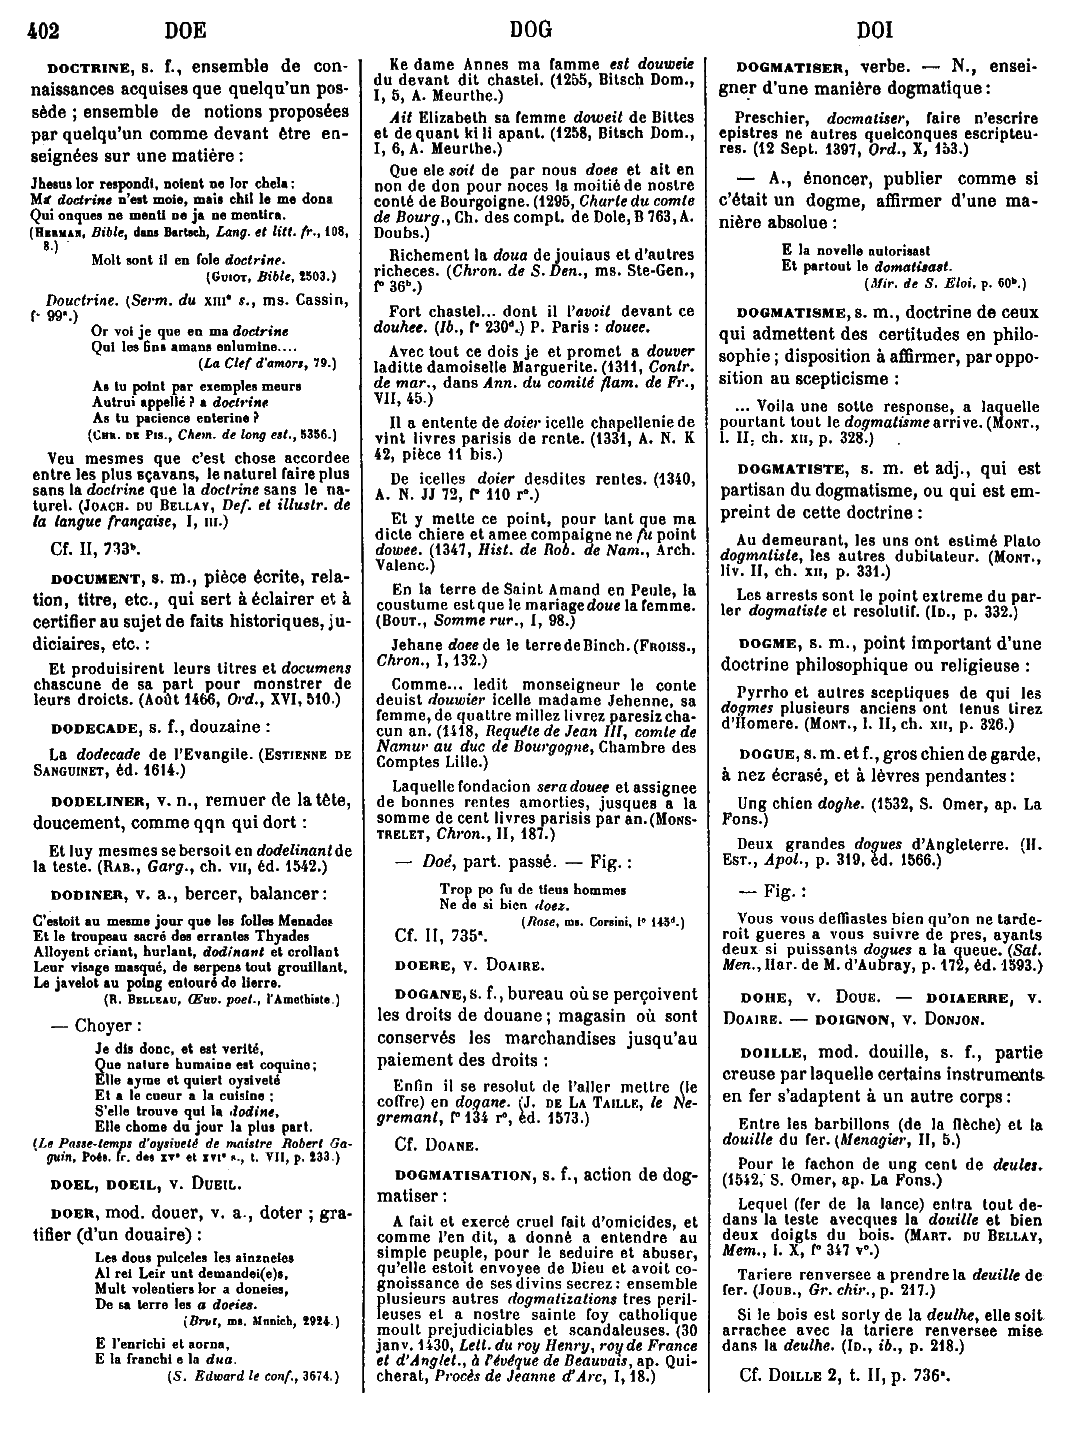 402 DOE DOG DOI
DOCTRINE, s. f., ensemble de con-
naissances acquises que quelqu'un pos-
sède ; ensemble de notions proposées
par quelqu'un comme devant être en-
seignées sur une matière :
Jhesus lor respondi, nolent ne lor chela :
Me doctrine n'est moie, mais chil le me dona
Qui onques ne menti ne ja ne mentira.
(HERMAN, Bible, dans Bartsch, Lang. et litt. fr., 108,
8.)
Molt sont il en fole doctrine.
(GUIOT, Bible, 2503.)
Douctrine. (Serm. du XIIIe s., ms. Cassin,
fo 99a.)
Or voi je que en ma doctrine
Qui les fins amans enlumine....
(La Clef d'amors, 79.)
As tu point par exemples meurs
Autrui appellé ? a doctrine
As tu pacience enterine ?
(CHR. DE PIS., Chem. de long est., 5356.)
Veu mesmes que c'est chose accordee
entre les plus sçavans, le naturel faire plus
sans la doctrine que la doctrine sans le na-
turel. (JOACH. DU BELLAY, Def. et illustr. de
la langue française, I, III.)
Cf. II, 733b.
DOCUMENT, s. m., pièce écrite, rela-
tion, titre, etc., qui sert à éclairer et à
certifier au sujet de faits historiques, ju-
diciaires, etc. :
Et produisirent leurs titres et documens
chascune de sa part pour monstrer de
leurs droicts. (Août 1466, Ord., XVI, 510.)
DODECADE, s. f., douzaine :
La dodecade de l'Evangile. (ESTIENNE DE
SANGUINET, éd. 1614.)
DODELINER, v. n., remuer de la tête,
doucement, comme qqn qui dort :
Et luy mesmes se bersoit en dodelinant de
la teste. (RAB., Garg., ch. VII, éd. 1542.)
DODINER, v. a., bercer, balancer :
C'estoit au mesme jour que les folles Menades
Et le troupeau sacré des errantes Thyades
Alloyent criant, hurlant, dodinant et crollant
Leur visage masqué, de serpens tout grouillant,
Le javelot au poing entouré de lierre.
(R. BELLEAU, Œuv. poet., l'Amethiste.)
— Choyer :
Je dis donc, et est verité,
Que nature humaine est coquine ;
Elle ayme et quiert oysiveté
Et a le cueur a la cuisine ;
S'elle trouve qui la dodine,
Elle chome du jour la plus part.
(Le Passe-temps d'oysiveté de maistre Robert Ga-
guin, Poés. fr. des XVe et XVIe s., t. VII, p. 233.)
DOEL, DOEIL, v. DUEIL.
DOER, mod. douer, v. a., doter ; gra-
tifier (d'un douaire) :
Les dous pulceles les ainzneles
Al rei Leir unt demandei(e)s,
Mult volentiers lor a doneies,
De sa terre les a doeies.
(Brut, ms. Munich, 2924.)
E l'enrichi et aorna,
E la franchi e la dua.
(S. Edward le conf., 3674.)
Ke dame Annes ma famme est douweie
du devant dit chastel. (1255, Bitsch Dom.,
I, 5, A. Meurthe.)
Ait Elizabeth sa femme doweit de Bittes
et de quant ki li apant. (1258, Bitsch Dom.,
I, 6, A. Meurthe.)
Que ele soit de par nous doee et ait en
non de don pour noces la moitié de nostre
conté de Bourgoigne. (1295, Charte du comte
de Bourg., Ch. des compt. de Dole, B 763, A.
Doubs.)
Richement la doua de jouiaus et d'autres
richeces. (Chron. de S. Den., ms. Ste-Gen.,
fo 36b.)
Fort chastel... dont il l'avoit devant ce
douhee. (Ib., fo 230d.) P. Paris : douee.
Avec tout ce dois je et promet a douver
laditte damoiselle Marguerite. (1311, Contr.
de mar., dans Ann. du comité flam. de Fr.,
VII, 45.)
Il a entente de doier icelle chapellenie de
vint livres parisis de rente. (1331, A. N. K
42, pièce 11 bis.)
De icelles doier desdites rentes. (1340,
A. N. JJ 72, fo 110 ro.)
Et y mette ce point, pour tant que ma
dicte chiere et amee compaigne ne fu point
dowee. (1347, Hist. de Rob. de Nam., Arch.
Valenc.)
En la terre de Saint Amand en Peule, la
coustume est que le mariage doue la femme.
(BOUT., Somme rur., I, 98.)
Jehane doee de le terre de Binch. (FROISS.,
Chron., I, 132.)
Comme... ledit monseigneur le conte
deuist douwier icelle madame Jehenne, sa
femme, de quattre millez livrez paresiz cha-
cun an. (1418, Requête de Jean III, comte de
Namur au duc de Bourgogne, Chambre des
Comptes Lille.)
Laquelle fondacion sera douee et assignee
de bonnes rentes amorties, jusques a la
somme de cent livres parisis par an. (MONS-
TRELET, Chron., II, 187.)
— Doé, part. passé. — Fig. :
Trop po fu de tieus hommes
Ne de si bien doez.
(Rose, ms. Corsini, fo 145d.)
Cf. II, 735a.
DOERE, v. DOAIRE.
DOGANE, s. f., bureau où se perçoivent
les droits de douane ; magasin où sont
conservés les marchandises jusqu'au
paiement des droits :
Enfin il se resolut de l'aller mettre (le
coffre) en dogane. (J. DE LA TAILLE, le Ne-
gremant, fo 134 ro, éd. 1573.)
Cf. DOANE.
DOGMATISATION, s. f., action de dog-
matiser :
A fait et exercé cruel fait d'omicides, et
comme l'en dit, a donné a entendre au
simple peuple, pour le seduire et abuser,
qu'elle estoit envoyee de Dieu et avoit co-
gnoissance de ses divins secrez : ensemble
plusieurs autres dogmatizations tres peril-
leuses et a nostre sainte foy catholique
moult prejudiciables et scandaleuses. (30
janv. 1430, Lett. du roy Henry, roy de France
et d'Anglet., à l'évêque de Beauvais, ap. Qui-
cherat, Procès de Jeanne d'Arc, I, 18.)
DOGMATISER, verbe. — N., ensei-
gner d'une manière dogmatique :
Preschier, docmatiser, faire n'escrire
epistres ne autres quelconques escripteu-
res. (12 Sept. 1397, Ord., X, 153.)
— A., énoncer, publier comme si
c'était un dogme, affirmer d'une ma-
nière absolue :
E la novelle autorisast
Et partout le domatisast.
(Mir. de S. Eloi, p. 60b.)
DOGMATISME, s. m., doctrine de ceux
qui admettent des certitudes en philo-
sophie ; disposition à affirmer, par oppo-
sition au scepticisme :
... Voila une sotte response, a laquelle
pourtant tout le dogmatisme arrive. (MONT.,
l. II, ch. XII, p. 328.)
DOGMATISTE, s. m. et adj., qui est
partisan du dogmatisme, ou qui est em-
preint de cette doctrine :
Au demeurant, les uns ont estimé Plato
dogmatiste, les autres dubitateur. (MONT.,
liv. II, ch. XII, p. 331.)
Les arrests sont le point extreme du par-
ler dogmatiste et resolutif. (ID., p. 332.)
DOGME, s. m., point important d'une
doctrine philosophique ou religieuse :
Pyrrho et autres sceptiques de qui les
dogmes plusieurs anciens ont tenus tirez
d'Homere. (MONT., l. II, ch. XII, p. 326.)
DOGUE, s. m. et f., gros chien de garde,
à nez écrasé, et à lèvres pendantes :
Ung chien doghe. (1532, S. Omer, ap. La
Fons.)
Deux grandes dogues d'Angleterre. (H.
EST., Apol., p. 319, éd. 1566.)
— Fig. :
Vous vous deffiastes bien qu'on ne tarde-
roit gueres a vous suivre de pres, ayants
deux si puissants dogues a la queue. (Sat.
Men., Har. de M. d'Aubray, p. 172, éd. 1593.)
DOHE, v. DOUE. — DOIAERRE, v.
DOAIRE. — DOIGNON, v. DONJON.
DOILLE, mod. douille, s. f., partie
creuse par laquelle certains instruments
en fer s'adaptent à un autre corps :
Entre les barbillons (de la flèche) et la
douille du fer. (Menagier, II, 5.)
Pour le fachon de ung cent de deules.
(1542, S. Omer, ap. La Fons.)
Lequel (fer de la lance) entra tout de-
dans la teste avecques la douille et bien
deux doigts du bois. (MART. DU BELLAY,
Mem., l. X, fo 347 vo.)
Tariere renversee a prendre la deuille de
fer. (JOUB., Gr. chir., p. 217.)
Si le bois est sorty de la deulhe, elle soit
arrachee avec la tariere renversee mise
dans la deulhe. (ID., ib., p. 218.)
Cf. DOILLE 2, t. II, p. 736a.